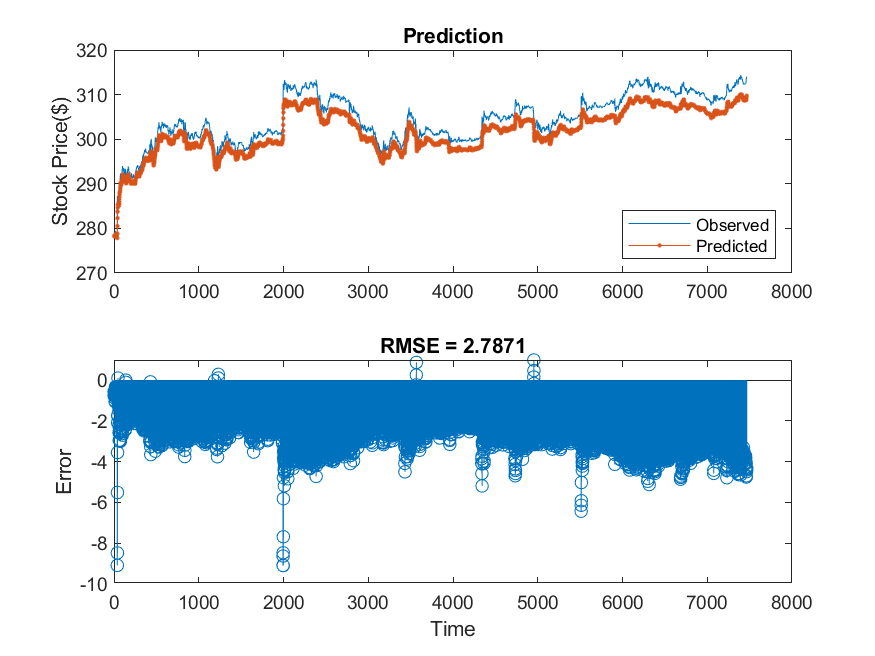 Prediction
Stock Price($)
320
310
300
290
280
270
0 1000 2000 3000 4000 5000 6000 7000 8000
Observed
Predicted
RMSE = 2.7871
Error
0
-2
-4
-6
-8
-10
0 1000 2000 3000 4000 5000 6000 7000 8000
Time